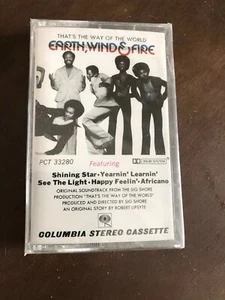 THAT'S THE WAY OF THE WORLD
EARTH, WIND & FIRE
PCT 33280
DOLBY SYSTEM
Featuring
Shining Star • Yearnin' Learnin'
See The Light • Happy Feelin' • Africano
ORIGINAL SOUNDTRACK FROM THE SIG SHORE
PRODUCTION "THAT'S THE WAY OF THE WORLD"
PRODUCED AND DIRECTED BY SIG SHORE
AN ORIGINAL STORY BY ROBERT LIPSYTE
COLUMBIA STEREO CASSETTE